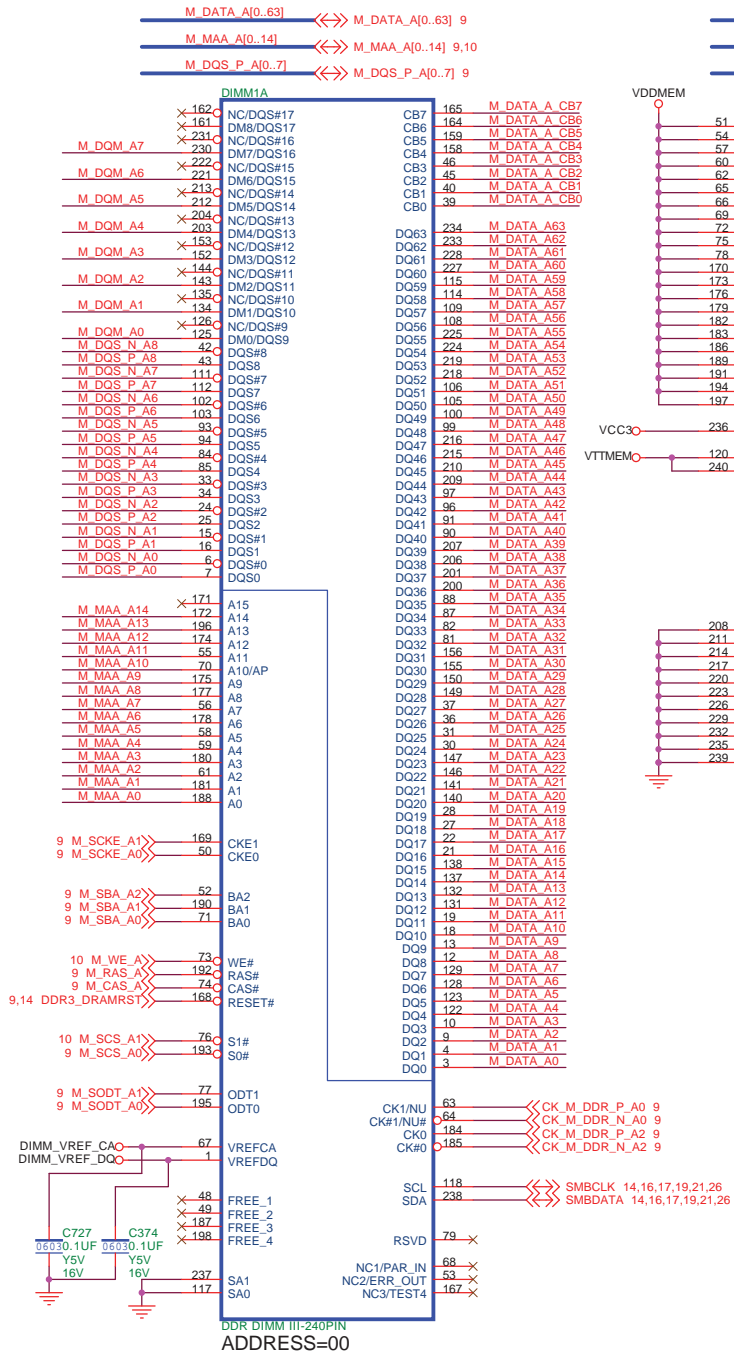 M_DATA_A[0..63] M_DATA_A[0..63] 9
M_MAA_A[0..14] M_MAA_A[0..14] 9,10
M_DQS_P_A[0..7] M_DQS_P_A[0..7] 9
DIMM1A
162 NC/DQS#17
161 DM8/DQS17
231 NC/DQS#16
M_DQM_A7 230 DM7/DQS16
222 NC/DQS#15
M_DQM_A6 221 DM6/DQS15
213 NC/DQS#14
M_DQM_A5 212 DM5/DQS14
204 NC/DQS#13
M_DQM_A4 203 DM4/DQS13
153 NC/DQS#12
M_DQM_A3 152 DM3/DQS12
144 NC/DQS#11
M_DQM_A2 143 DM2/DQS11
135 NC/DQS#10
M_DQM_A1 134 DM1/DQS10
126 NC/DQS#9
M_DQM_A0 125 DM0/DQS9
M_DQS_N_A8 42 DQS#8
M_DQS_P_A8 43 DQS8
M_DQS_N_A7 111 DQS#7
M_DQS_P_A7 112 DQS7
M_DQS_N_A6 102 DQS#6
M_DQS_P_A6 103 DQS6
M_DQS_N_A5 93 DQS#5
M_DQS_P_A5 94 DQS5
M_DQS_N_A4 84 DQS#4
M_DQS_P_A4 85 DQS4
M_DQS_N_A3 33 DQS#3
M_DQS_P_A3 34 DQS3
M_DQS_N_A2 24 DQS#2
M_DQS_P_A2 25 DQS2
M_DQS_N_A1 15 DQS#1
M_DQS_P_A1 16 DQS1
M_DQS_N_A0 6 DQS#0
M_DQS_P_A0 7 DQS0
171 A15
M_MAA_A14 172 A14
M_MAA_A13 196 A13
M_MAA_A12 174 A12
M_MAA_A11 55 A11
M_MAA_A10 70 A10/AP
M_MAA_A9 175 A9
M_MAA_A8 177 A8
M_MAA_A7 56 A7
M_MAA_A6 178 A6
M_MAA_A5 58 A5
M_MAA_A4 59 A4
M_MAA_A3 180 A3
M_MAA_A2 61 A2
M_MAA_A1 181 A1
M_MAA_A0 188 A0
9 M_SCKE_A1 169 CKE1
9 M_SCKE_A0 50 CKE0
9 M_SBA_A2 52 BA2
9 M_SBA_A1 190 BA1
9 M_SBA_A0 71 BA0
10 M_WE_A 73 WE#
9 M_RAS_A 192 RAS#
9 M_CAS_A 74 CAS#
9,14 DDR3_DRAMRST 168 RESET#
10 M_SCS_A1 76 S1#
9 M_SCS_A0 193 S0#
9 M_SODT_A1 77 ODT1
9 M_SODT_A0 195 ODT0
DIMM_VREF_CA 67 VREFCA
DIMM_VREF_DQ 1 VREFDQ
48 FREE_1
49 FREE_2
187 FREE_3
198 FREE_4
C727 C374
0603 0.1UF 0603 0.1UF
Y5V Y5V
16V 16V
237 SA1
117 SA0
CB7 165 M_DATA_A_CB7
CB6 164 M_DATA_A_CB6
CB5 159 M_DATA_A_CB5
CB4 158 M_DATA_A_CB4
CB3 46 M_DATA_A_CB3
CB2 45 M_DATA_A_CB2
CB1 40 M_DATA_A_CB1
CB0 39 M_DATA_A_CB0
DQ63 234 M_DATA_A63
DQ62 233 M_DATA_A62
DQ61 228 M_DATA_A61
DQ60 227 M_DATA_A60
DQ59 115 M_DATA_A59
DQ58 114 M_DATA_A58
DQ57 109 M_DATA_A57
DQ56 108 M_DATA_A56
DQ55 225 M_DATA_A55
DQ54 224 M_DATA_A54
DQ53 219 M_DATA_A53
DQ52 218 M_DATA_A52
DQ51 106 M_DATA_A51
DQ50 105 M_DATA_A50
DQ49 100 M_DATA_A49
DQ48 99 M_DATA_A48
DQ47 216 M_DATA_A47
DQ46 215 M_DATA_A46
DQ45 210 M_DATA_A45
DQ44 209 M_DATA_A44
DQ43 97 M_DATA_A43
DQ42 96 M_DATA_A42
DQ41 91 M_DATA_A41
DQ40 90 M_DATA_A40
DQ39 207 M_DATA_A39
DQ38 206 M_DATA_A38
DQ37 201 M_DATA_A37
DQ36 200 M_DATA_A36
DQ35 88 M_DATA_A35
DQ34 87 M_DATA_A34
DQ33 82 M_DATA_A33
DQ32 81 M_DATA_A32
DQ31 156 M_DATA_A31
DQ30 155 M_DATA_A30
DQ29 150 M_DATA_A29
DQ28 149 M_DATA_A28
DQ27 37 M_DATA_A27
DQ26 36 M_DATA_A26
DQ25 31 M_DATA_A25
DQ24 30 M_DATA_A24
DQ23 147 M_DATA_A23
DQ22 146 M_DATA_A22
DQ21 141 M_DATA_A21
DQ20 140 M_DATA_A20
DQ19 28 M_DATA_A19
DQ18 27 M_DATA_A18
DQ17 22 M_DATA_A17
DQ16 21 M_DATA_A16
DQ15 138 M_DATA_A15
DQ14 137 M_DATA_A14
DQ13 132 M_DATA_A13
DQ12 131 M_DATA_A12
DQ11 19 M_DATA_A11
DQ10 18 M_DATA_A10
DQ9 13 M_DATA_A9
DQ8 12 M_DATA_A8
DQ7 129 M_DATA_A7
DQ6 128 M_DATA_A6
DQ5 123 M_DATA_A5
DQ4 122 M_DATA_A4
DQ3 10 M_DATA_A3
DQ2 9 M_DATA_A2
DQ1 4 M_DATA_A1
DQ0 3 M_DATA_A0
CK1/NU 63 CK_M_DDR_P_A0 9
CK#1/NU# 64 CK_M_DDR_N_A0 9
CK0 184 CK_M_DDR_P_A2 9
CK#0 185 CK_M_DDR_N_A2 9
SCL 118 SMBCLK 14,16,17,19,21,26
SDA 238 SMBDATA 14,16,17,19,21,26
RSVD 79
NC1/PAR_IN 68
NC2/ERR_OUT 53
NC3/TEST4 167
DDR DIMM III-240PIN
ADDRESS=00
VDDMEM
51
54
57
60
62
65
66
69
72
75
78
170
173
176
179
182
183
186
189
191
194
197
VCC3 236
VTTMEM 120
240
208
211
214
217
220
223
226
229
232
235
239